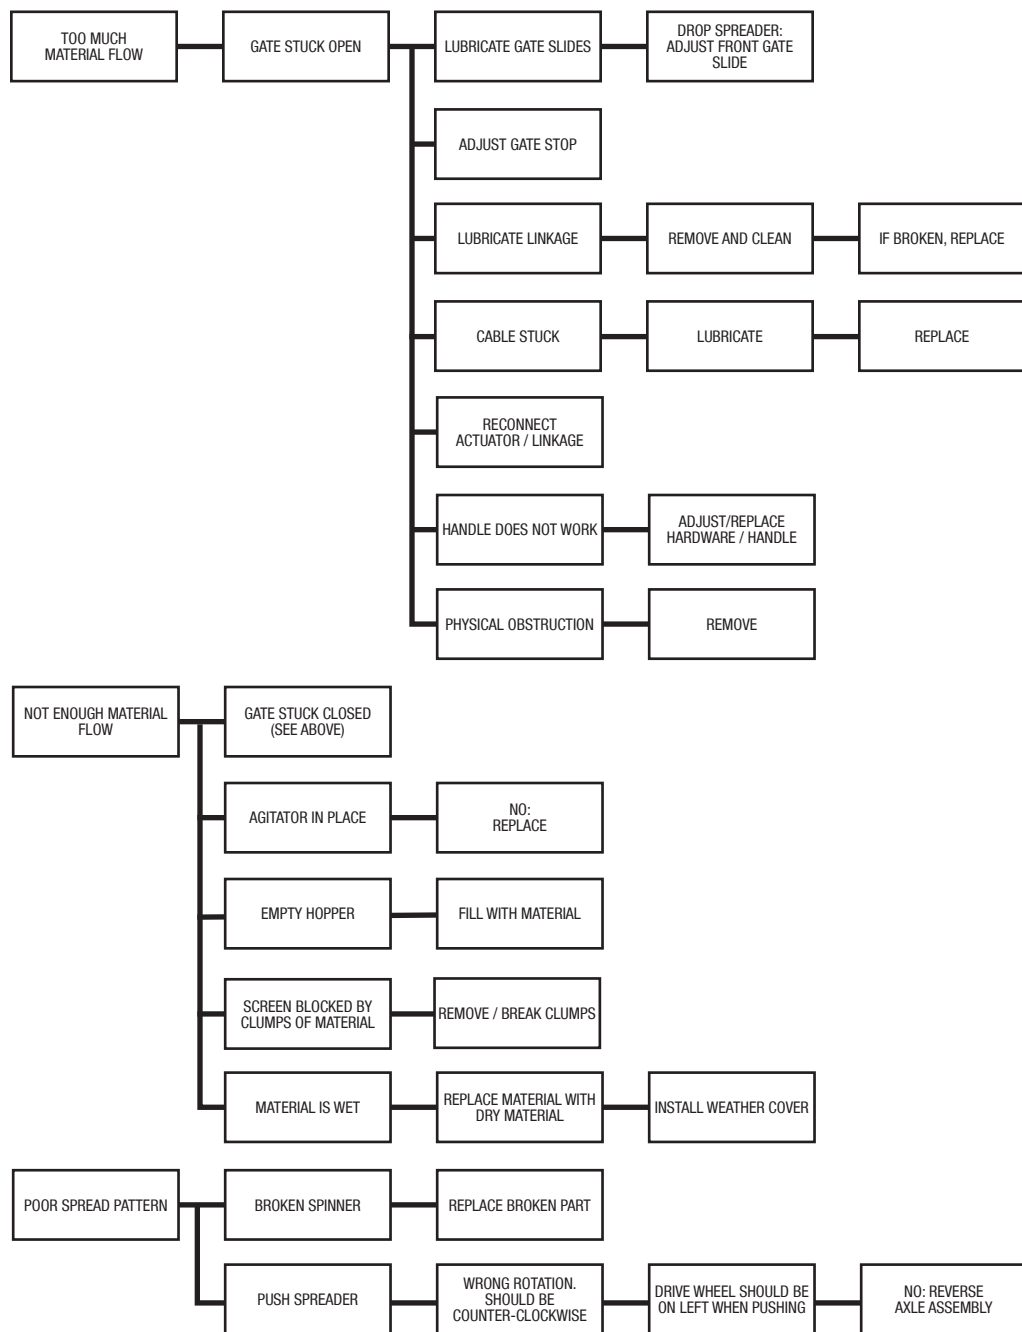 TOO MUCH
MATERIAL FLOW
GATE STUCK OPEN
LUBRICATE GATE SLIDES
DROP SPREADER:
ADJUST FRONT GATE
SLIDE
ADJUST GATE STOP
LUBRICATE LINKAGE
REMOVE AND CLEAN
IF BROKEN, REPLACE
CABLE STUCK
LUBRICATE
REPLACE
RECONNECT
ACTUATOR / LINKAGE
HANDLE DOES NOT WORK
ADJUST/REPLACE
HARDWARE / HANDLE
PHYSICAL OBSTRUCTION
REMOVE
NOT ENOUGH MATERIAL
FLOW
GATE STUCK CLOSED
(SEE ABOVE)
AGITATOR IN PLACE
NO:
REPLACE
EMPTY HOPPER
FILL WITH MATERIAL
SCREEN BLOCKED BY
CLUMPS OF MATERIAL
REMOVE / BREAK CLUMPS
MATERIAL IS WET
REPLACE MATERIAL WITH
DRY MATERIAL
INSTALL WEATHER COVER
POOR SPREAD PATTERN
BROKEN SPINNER
REPLACE BROKEN PART
PUSH SPREADER
WRONG ROTATION.
SHOULD BE
COUNTER-CLOCKWISE
DRIVE WHEEL SHOULD BE
ON LEFT WHEN PUSHING
NO: REVERSE
AXLE ASSEMBLY